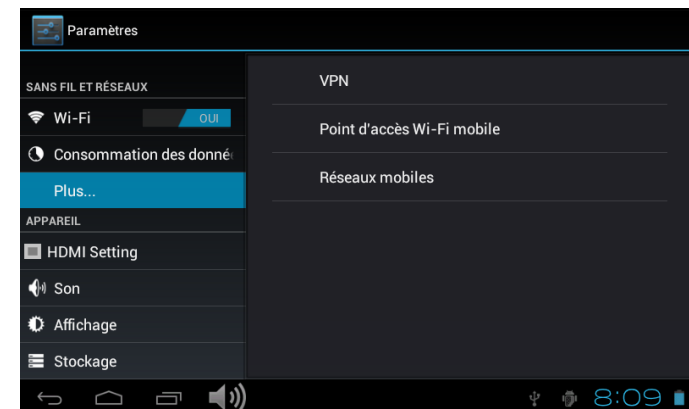 Paramètres
SANS FIL ET RÉSEAUX
Wi-Fi
OUI
Consommation des donné
Plus...
APPAREIL
HDMI Setting
Son
Affichage
Stockage
VPN
Point d'accès Wi-Fi mobile
Réseaux mobiles
8:09